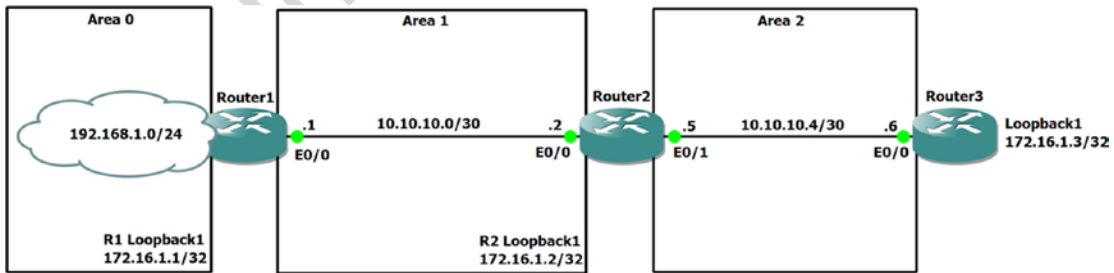 Area 0
Area 1
Area 2
Router1
Router2
Router3
192.168.1.0/24
.1
10.10.10.0/30
.2
.5
10.10.10.4/30
.6
Loopback1
172.16.1.3/32
E0/0
E0/0
E0/1
E0/0
R1 Loopback1
172.16.1.1/32
R2 Loopback1
172.16.1.2/32